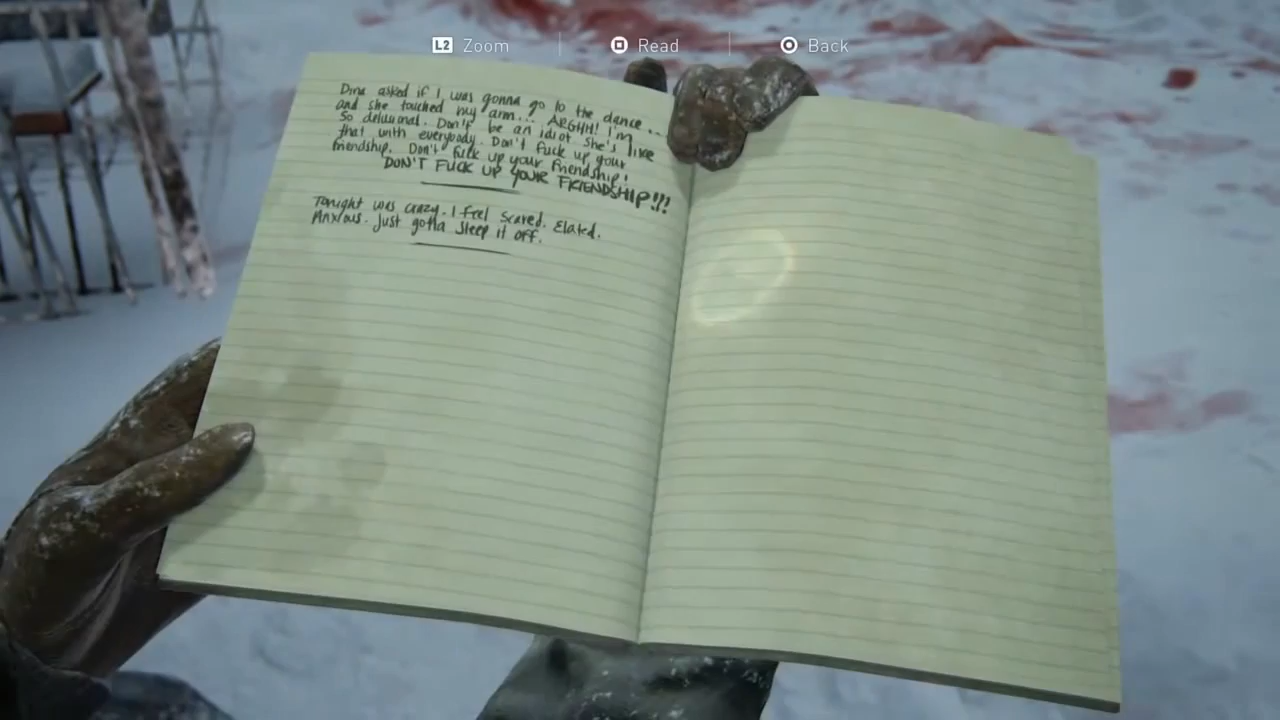 L2 Zoom Read Back
Dina asked if I was gonna go to the dance...
and she touched my arm... ARGHH! I'm
so delusional. Don't be an idiot. She's like
that with everybody. Don't fuck up your
friendship. Don't fuck up your friendship!
DON'T FUCK UP YOUR FRIENDSHIP!!!
Tonight was crazy. I feel scared. Elated.
Anxious. Just gotta sleep it off.